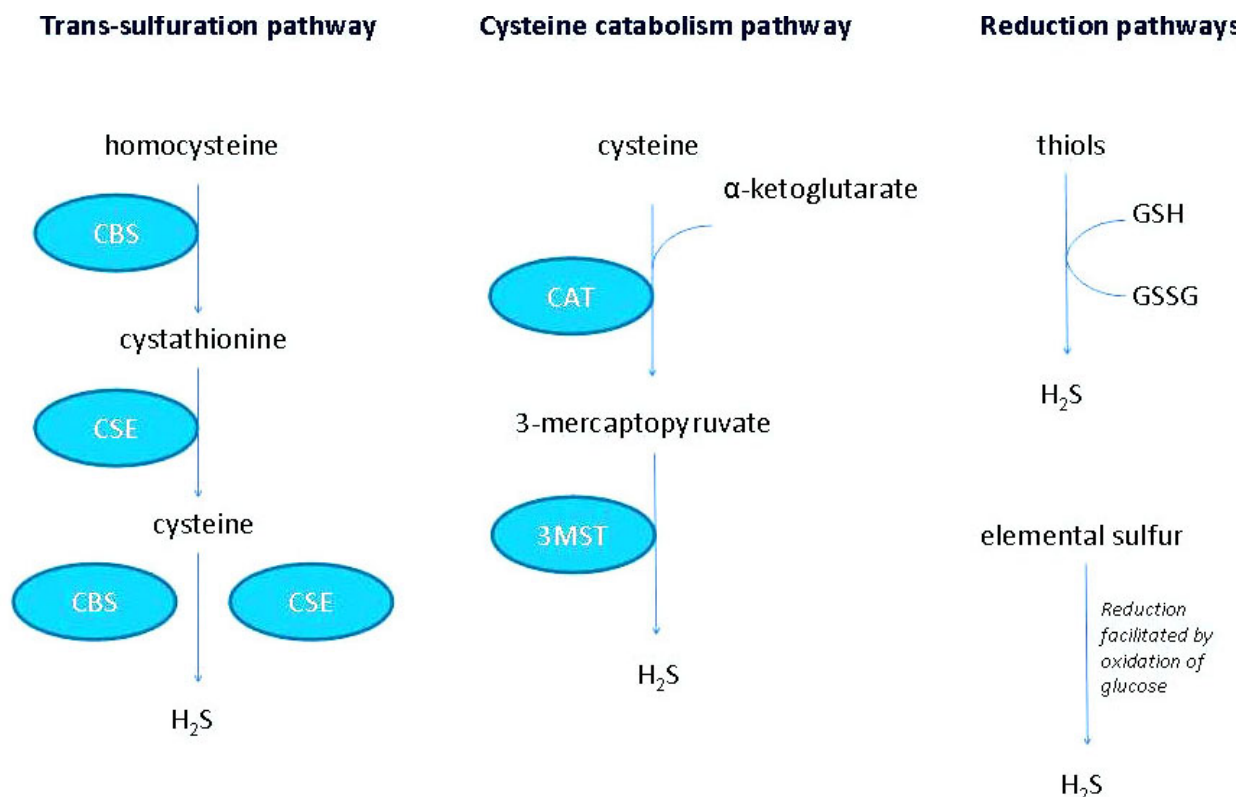 Trans-sulfuration pathway
homocysteine
CBS
cystathionine
CSE
cysteine
CBS
CSE
H₂S
Cysteine catabolism pathway
cysteine
α-ketoglutarate
CAT
3-mercaptopyruvate
3MST
H₂S
Reduction pathways
thiols
GSH
GSSG
H₂S
elemental sulfur
Reduction
facilitated by
oxidation of
glucose
H₂S